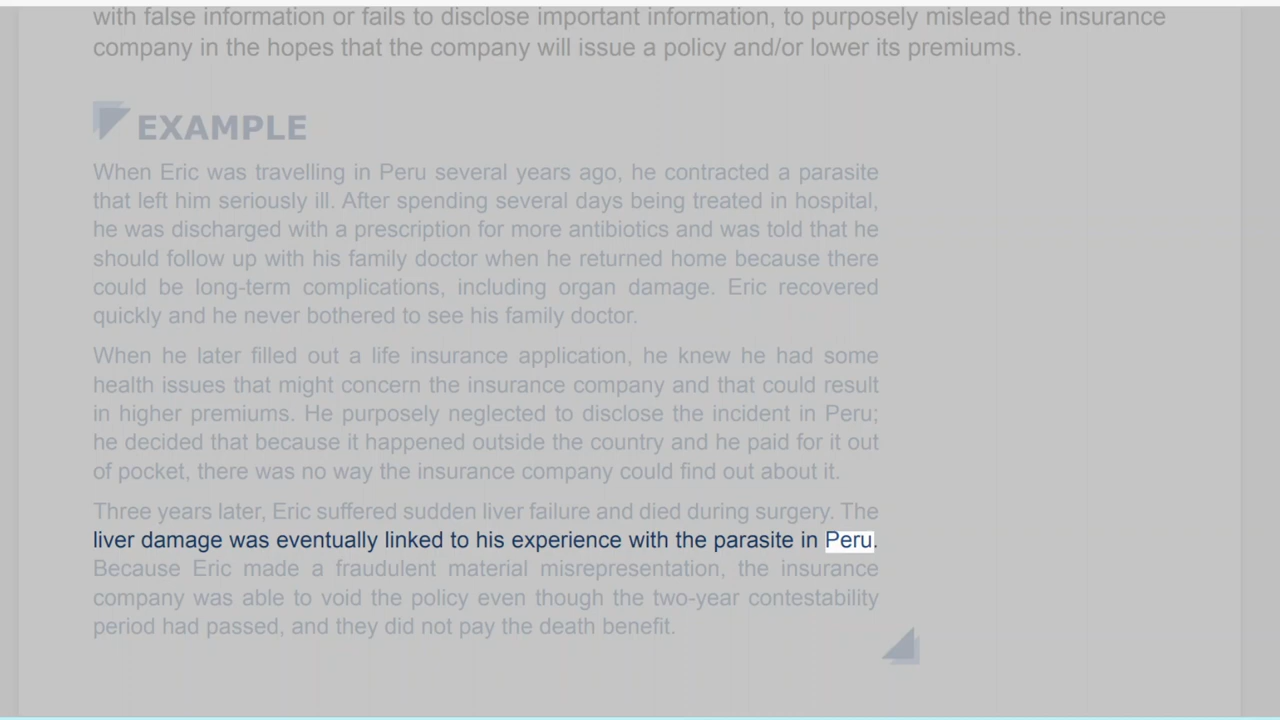 with false information or fails to disclose important information, to purposely mislead the insurance
company in the hopes that the company will issue a policy and/or lower its premiums.
EXAMPLE
When Eric was travelling in Peru several years ago, he contracted a parasite
that left him seriously ill. After spending several days being treated in hospital,
he was discharged with a prescription for more antibiotics and was told that he
should follow up with his family doctor when he returned home because there
could be long-term complications, including organ damage. Eric recovered
quickly and he never bothered to see his family doctor.
When he later filled out a life insurance application, he knew he had some
health issues that might concern the insurance company and that could result
in higher premiums. He purposely neglected to disclose the incident in Peru;
he decided that because it happened outside the country and he paid for it out
of pocket, there was no way the insurance company could find out about it.
Three years later, Eric suffered sudden liver failure and died during surgery. The
liver damage was eventually linked to his experience with the parasite in Peru.
Because Eric made a fraudulent material misrepresentation, the insurance
company was able to void the policy even though the two-year contestability
period had passed, and they did not pay the death benefit.